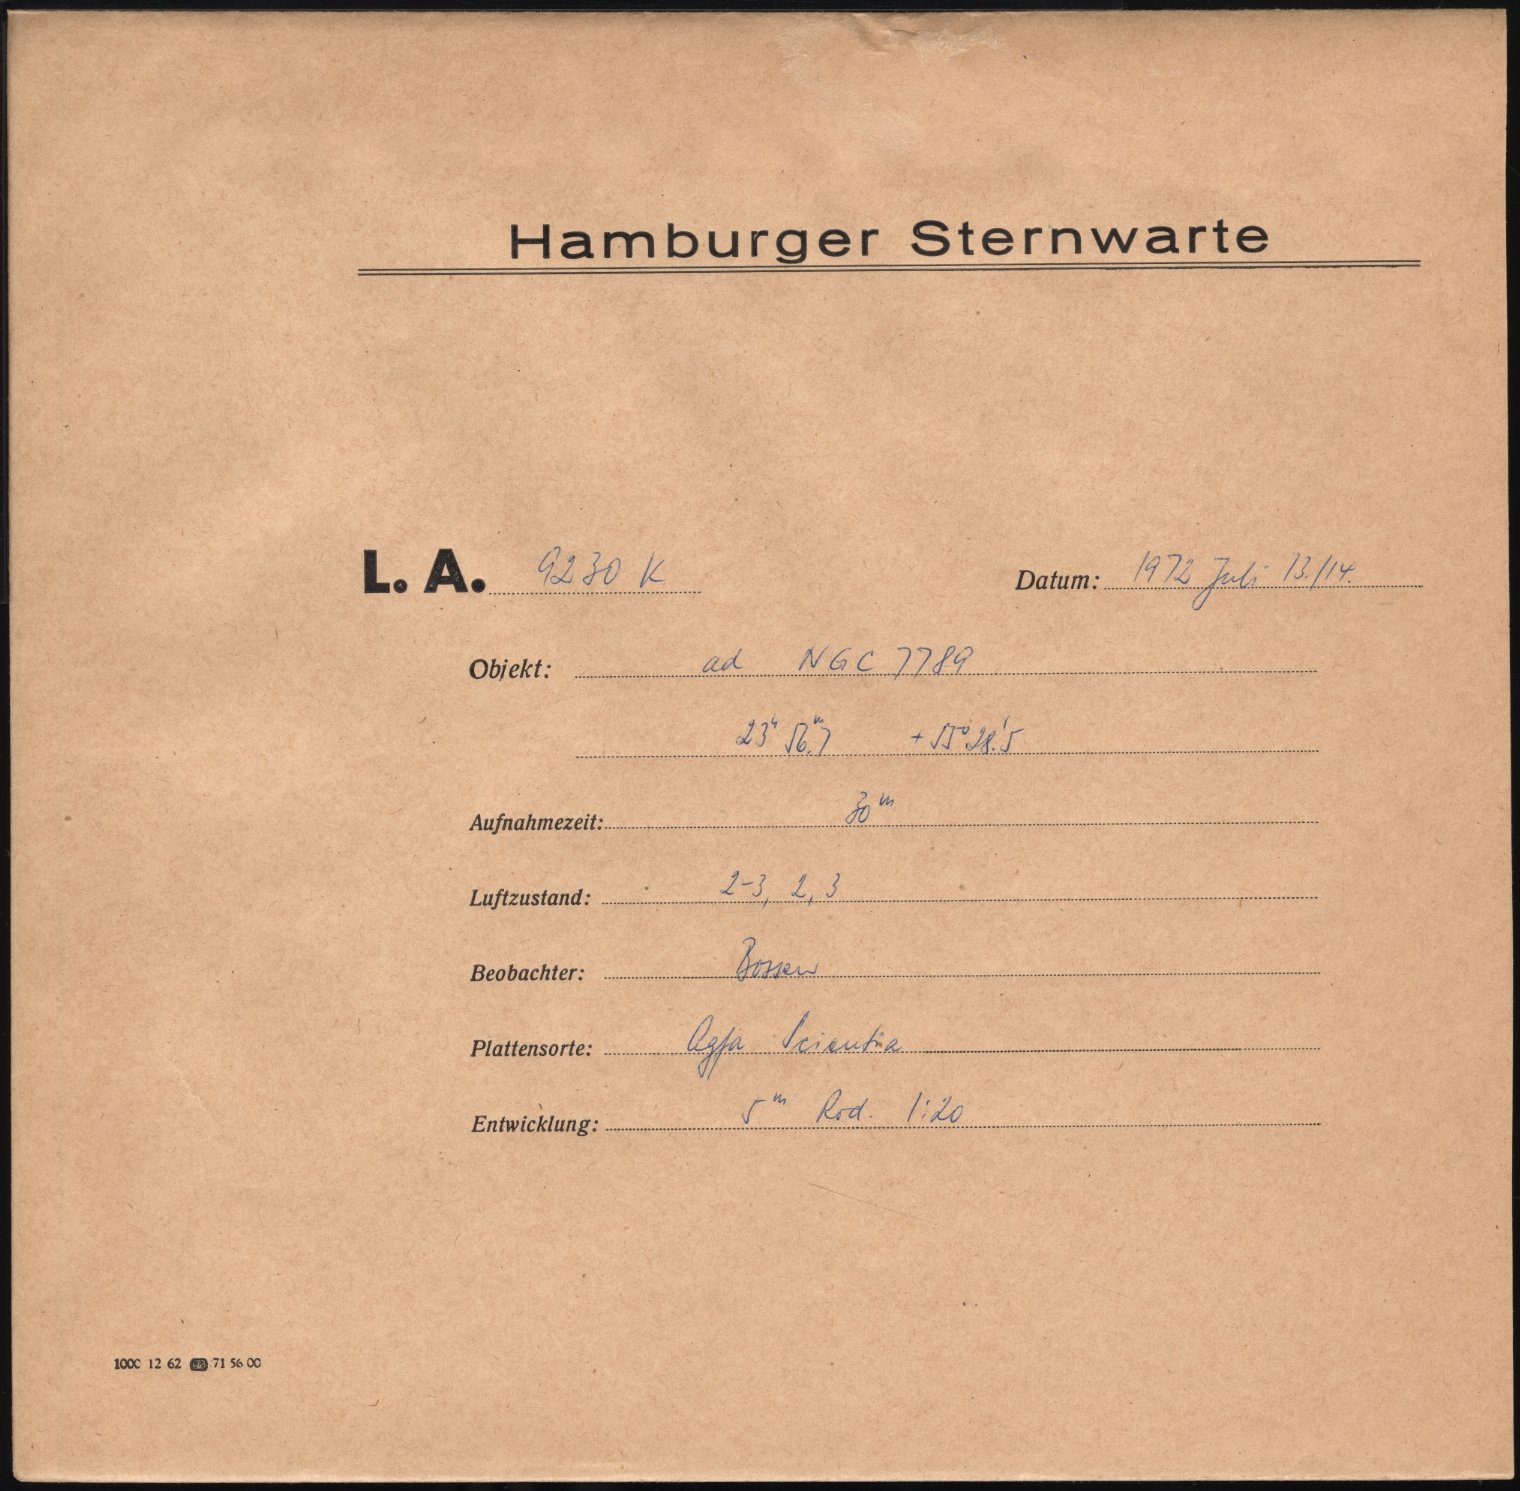 Hamburger Sternwarte
L. A. 9230 K Datum: 1972 Juli 13./14.
Objekt: ad NGC 7789
23ʰ 56.ᵐ7 + 55°28.′5
Aufnahmezeit: 30ᵐ
Luftzustand: 2-3, 2, 3
Beobachter: Bossen
Plattensorte: Agfa Scientia
Entwicklung: 5ᵐ Rod. 1:20
1000 12 62 71 56 00